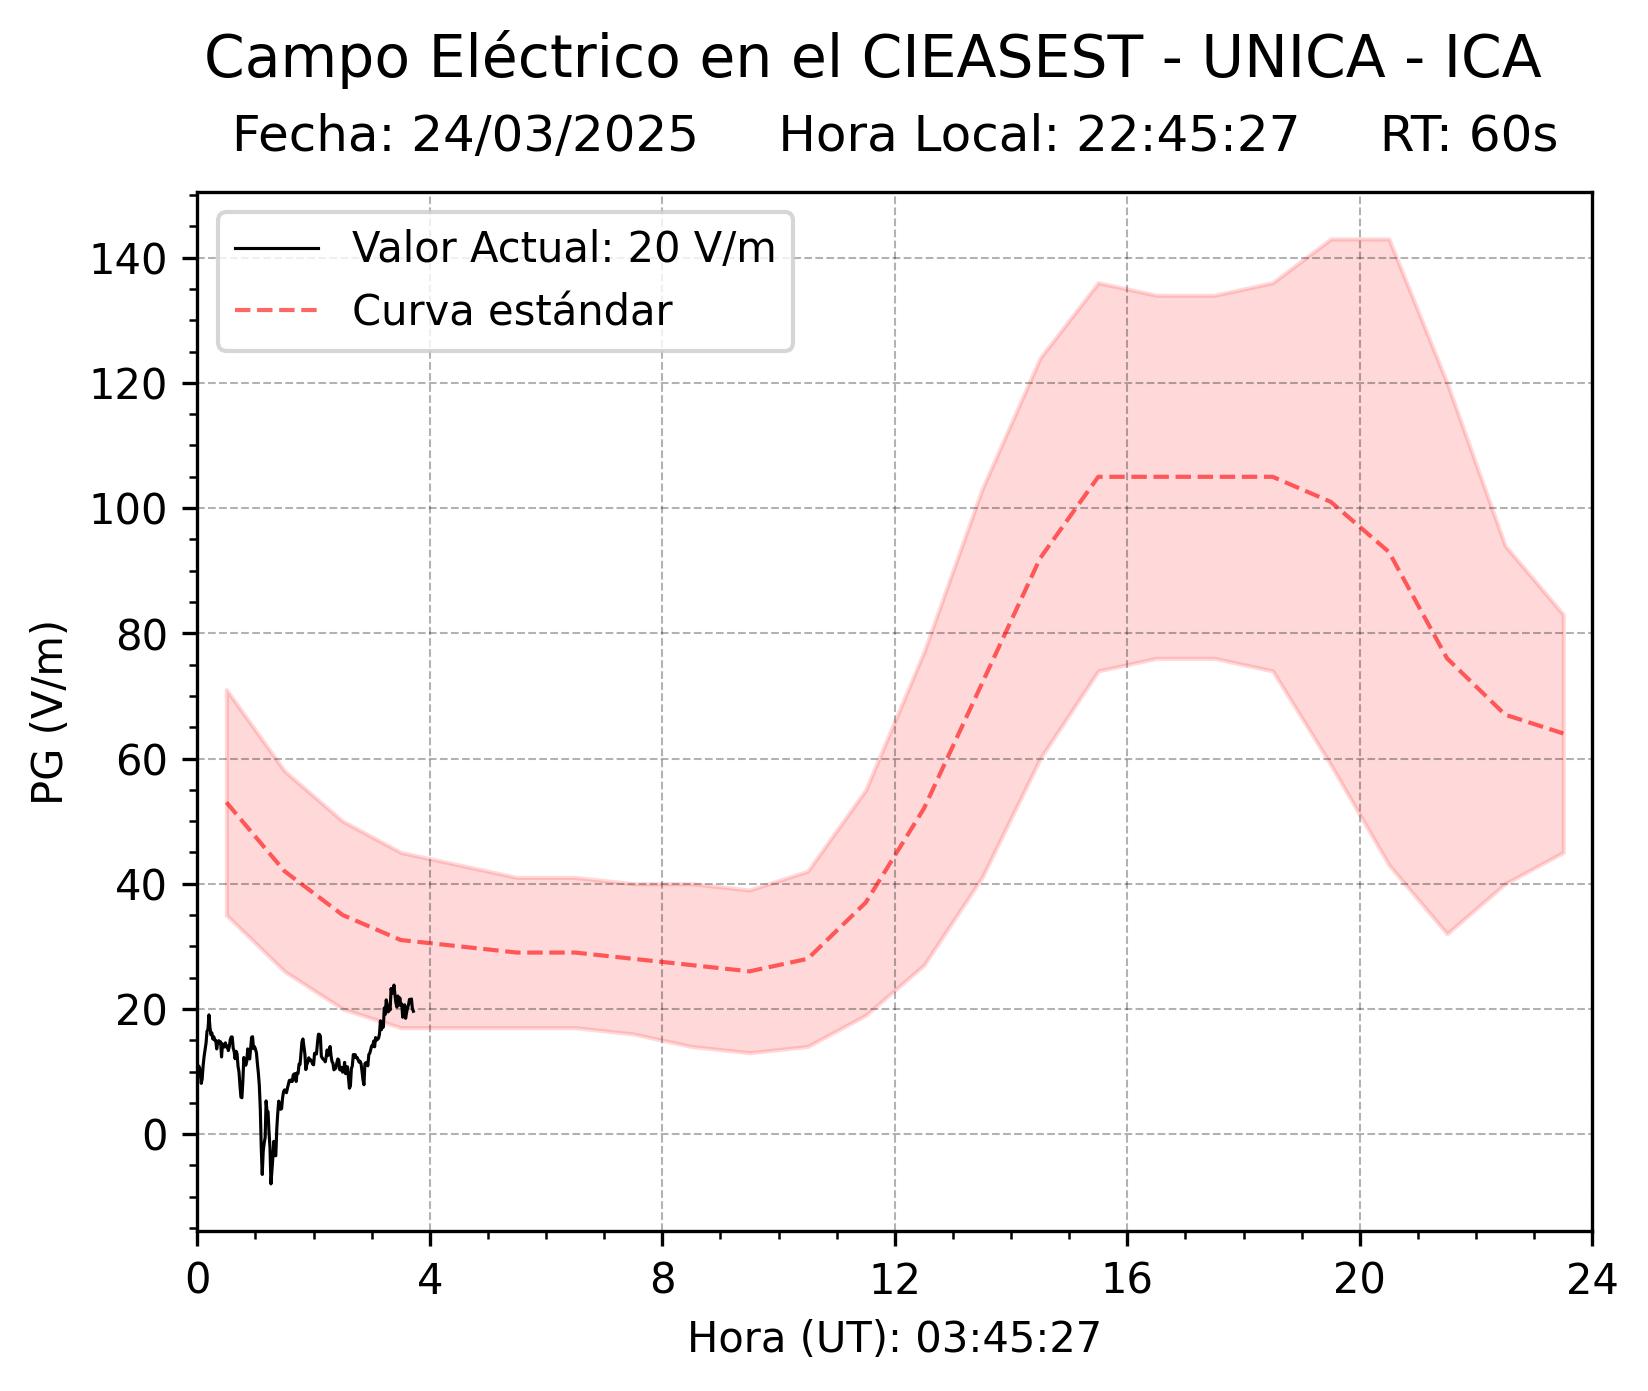 Campo Eléctrico en el CIEASEST - UNICA - ICA
Fecha: 24/03/2025 Hora Local: 22:45:27 RT: 60s
Valor Actual: 20 V/m
Curva estándar
140
120
100
80
60
40
20
0
PG (V/m)
0 4 8 12 16 20 24
Hora (UT): 03:45:27